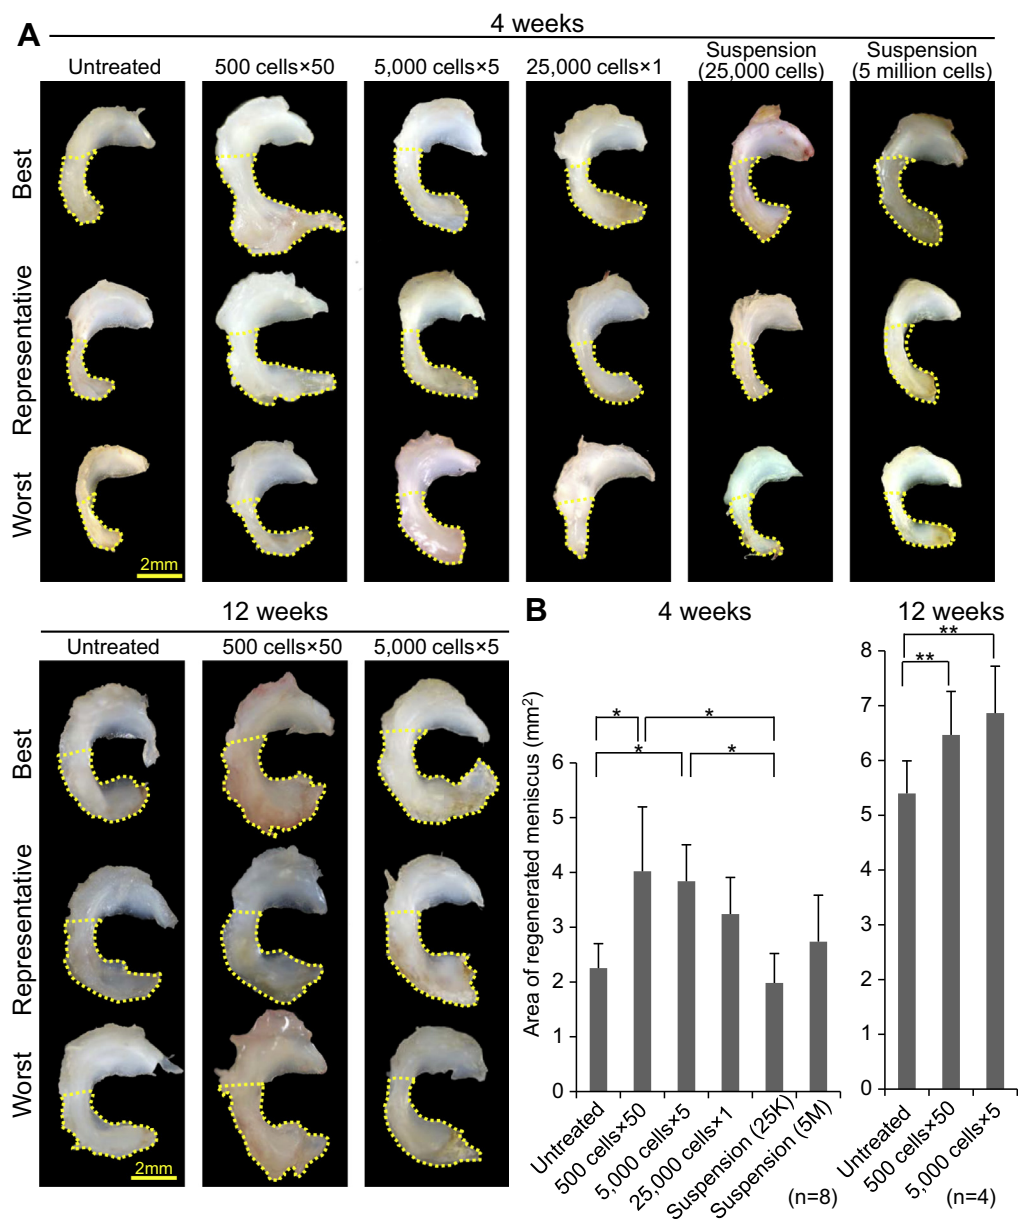 A
4 weeks
Untreated
500 cells×50
5,000 cells×5
25,000 cells×1
Suspension
(25,000 cells)
Suspension
(5 million cells)
Best
Representative
Worst
2mm
12 weeks
Untreated
500 cells×50
5,000 cells×5
Best
Representative
Worst
2mm
B
4 weeks
Area of regenerated meniscus (mm²)
6
5
4
3
2
1
0
*
*
*
*
Untreated
500 cells×50
5,000 cells×5
25,000 cells×1
Suspension (25K)
Suspension (5M)
(n=8)
12 weeks
8
7
6
5
4
3
2
1
0
**
**
Untreated
500 cells×50
5,000 cells×5
(n=4)